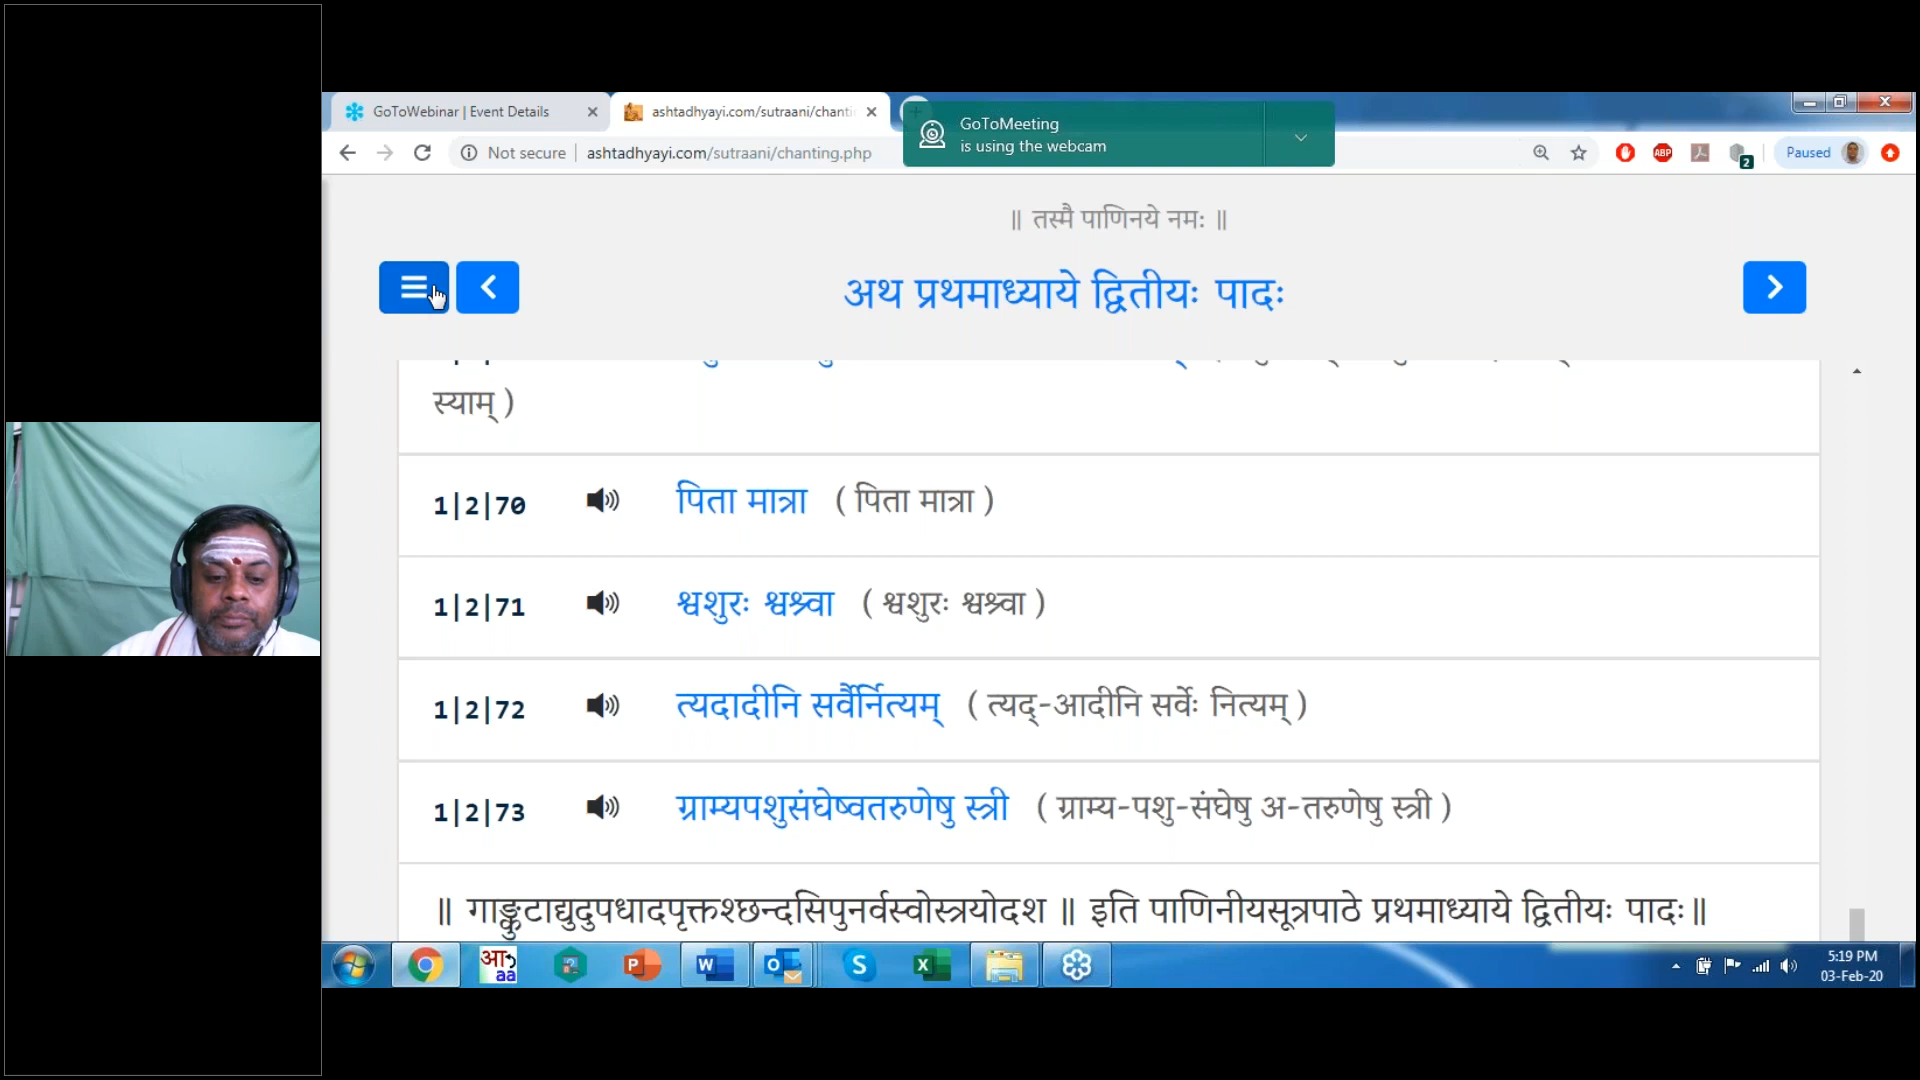 GoToWebinar | Event Details
ashtadhyayi.com/sutraani/chanti
GoToMeeting
is using the webcam
Not secure
ashtadhyayi.com/sutraani/chanting.php
ABP
2
Paused
॥ तस्मै पाणिनये नमः ॥
अथ प्रथमाध्याये द्वितीयः पादः
स्याम् )
1|2|70 पिता मात्रा ( पिता मात्रा )
1|2|71 श्वशुरः श्वश्र्वा ( श्वशुरः श्वश्र्वा )
1|2|72 त्यदादीनि सर्वैर्नित्यम् ( त्यद्-आदीनि सर्वेः नित्यम् )
1|2|73 ग्राम्यपशुसंघेष्वतरुणेषु स्त्री ( ग्राम्य-पशु-संघेषु अ-तरुणेषु स्त्री )
॥ गाङ्कुटाद्युदुपधादपृक्तश्छन्दसिपुनर्वस्वोस्त्रयोदश ॥ इति पाणिनीयसूत्रपाठे प्रथमाध्याये द्वितीयः पादः॥
5:19 PM
03-Feb-20